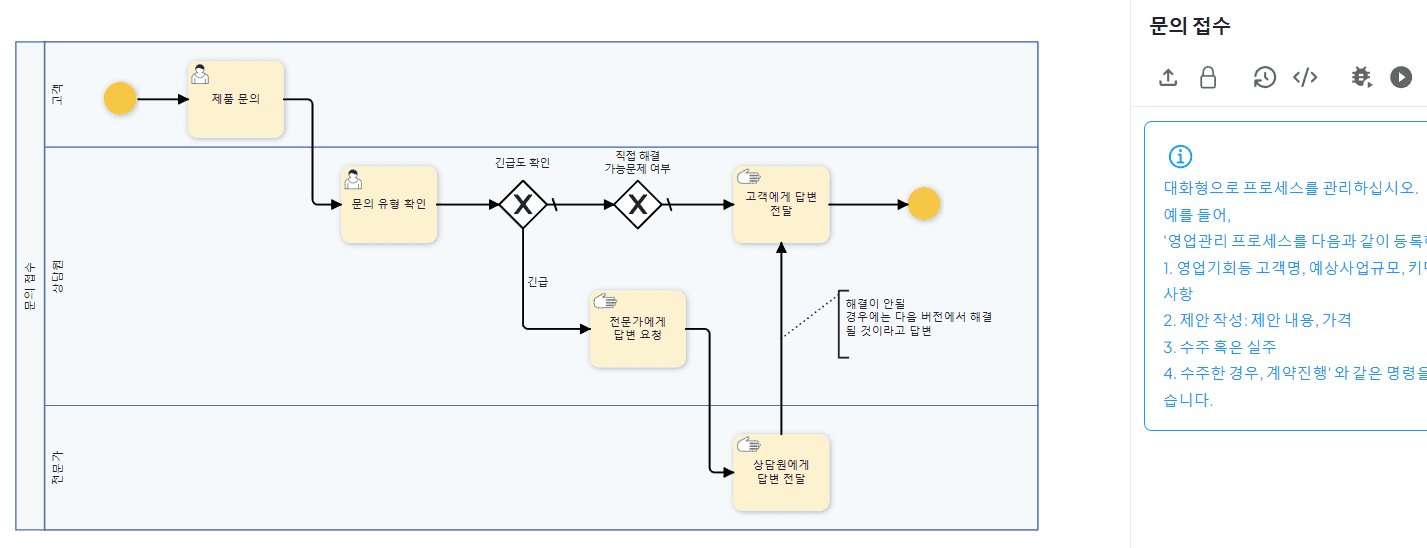 문의 접수
고객
제품 문의
상담원
문의 유형 확인
긴급도 확인
직접 해결
가능문제 여부
고객에게 답변
전달
긴급
전문가에게
답변 요청
해결이 안될
경우에는 다음 버전에서 해결
될 것이라고 답변
전문가
상담원에게
답변 전달
문의 접수
대화형으로 프로세스를 관리하십시오.
예를 들어,
'영업관리 프로세스를 다음과 같이
1. 영업기회등 고객명, 예상사업규모,
사항
2. 제안 작성: 제안 내용, 가격
3. 수주 혹은 실주
4. 수주한 경우, 계약진행' 와 같은 명령을
습니다.